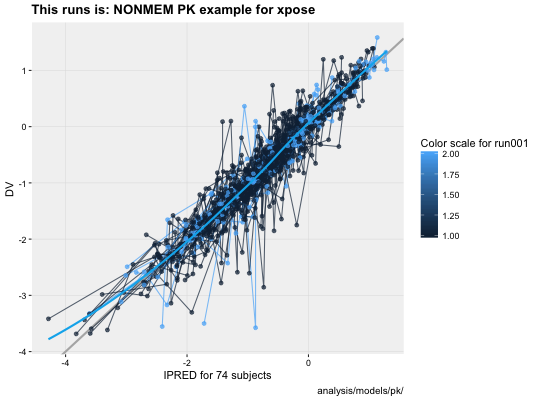 This runs is: NONMEM PK example for xpose
Color scale for run001
2.00
1.75
1.50
1.25
1.00
DV
1
0
-1
-2
-3
-4
-4
-2
0
IPRED for 74 subjects
analysis/models/pk/